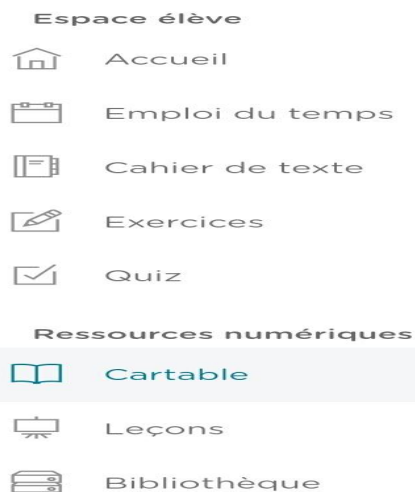 Espace élève
Accueil
Emploi du temps
Cahier de texte
Exercices
Quiz
Ressources numériques
Cartable
Leçons
Bibliothèque